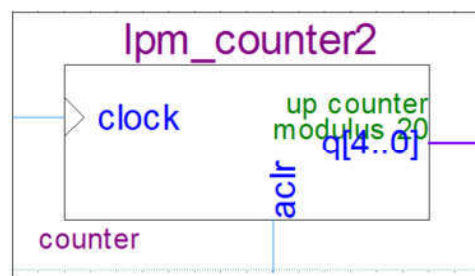 lpm_counter2
clock
up counter
modulus 20
q[4..0]
aclr
counter